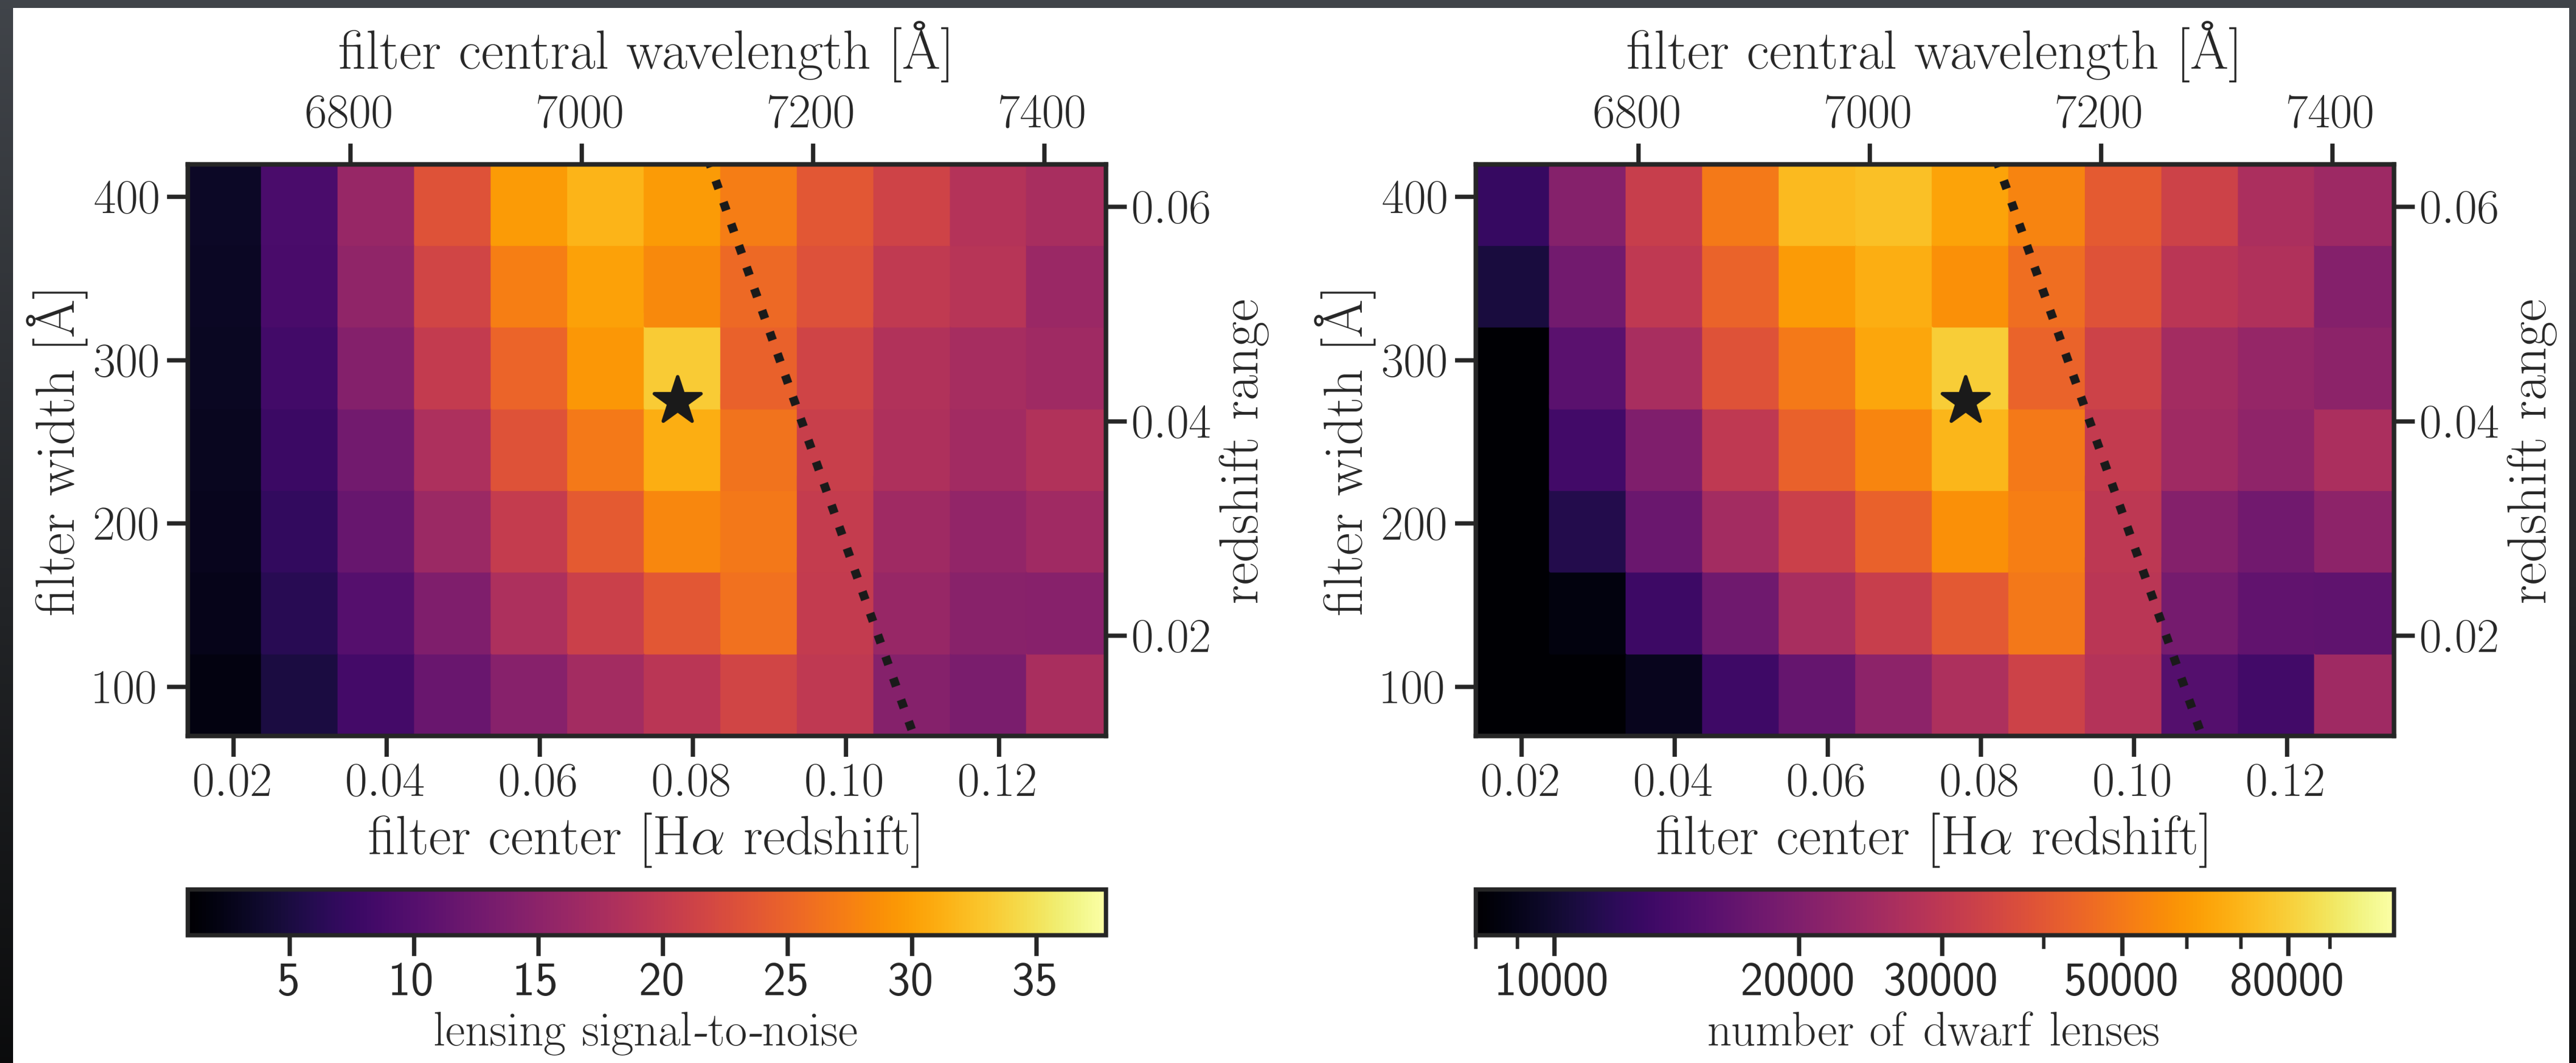 filter central wavelength [Å]
6800 7000 7200 7400
400
300
200
100
filter width [Å]
0.06
0.04
0.02
redshift range
0.02 0.04 0.06 0.08 0.10 0.12
filter center [Hα redshift]
5 10 15 20 25 30 35
lensing signal-to-noise
filter central wavelength [Å]
6800 7000 7200 7400
400
300
200
100
filter width [Å]
0.06
0.04
0.02
redshift range
0.02 0.04 0.06 0.08 0.10 0.12
filter center [Hα redshift]
10000 20000 30000 50000 80000
number of dwarf lenses